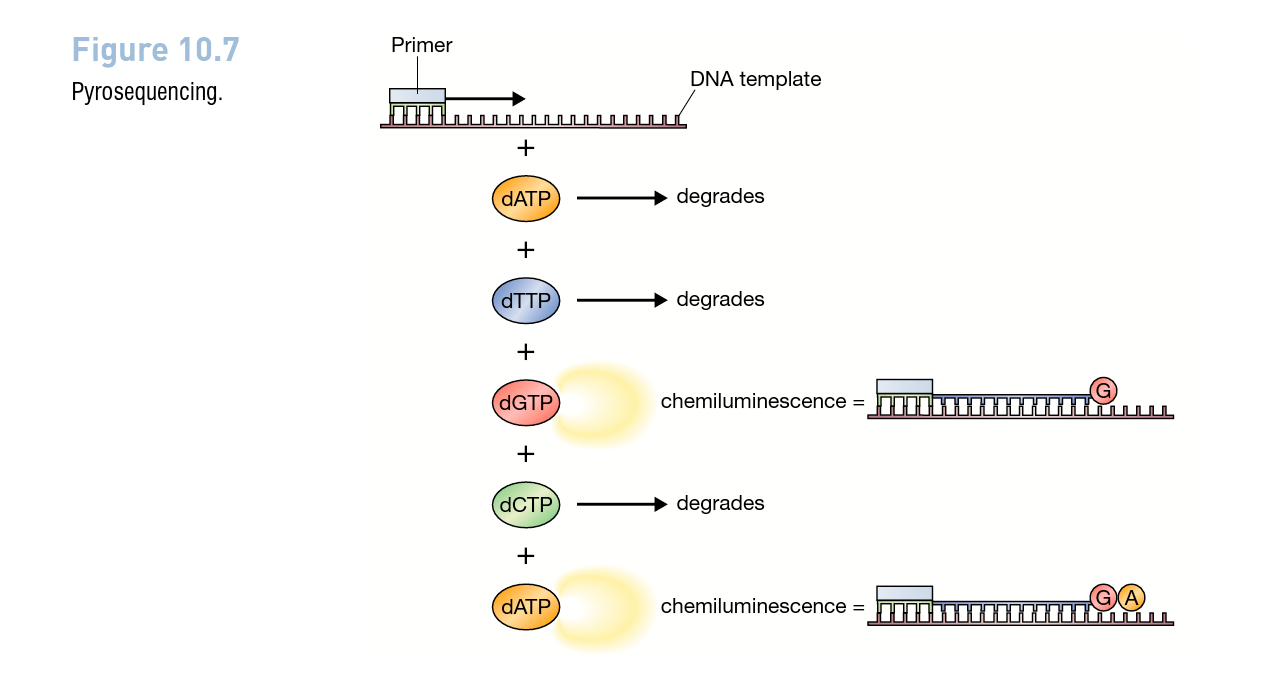 Figure 10.7
Pyrosequencing.
Primer
DNA template
+
dATP
degrades
+
dTTP
degrades
+
dGTP
chemiluminescence =
G
+
dCTP
degrades
+
dATP
chemiluminescence =
G A